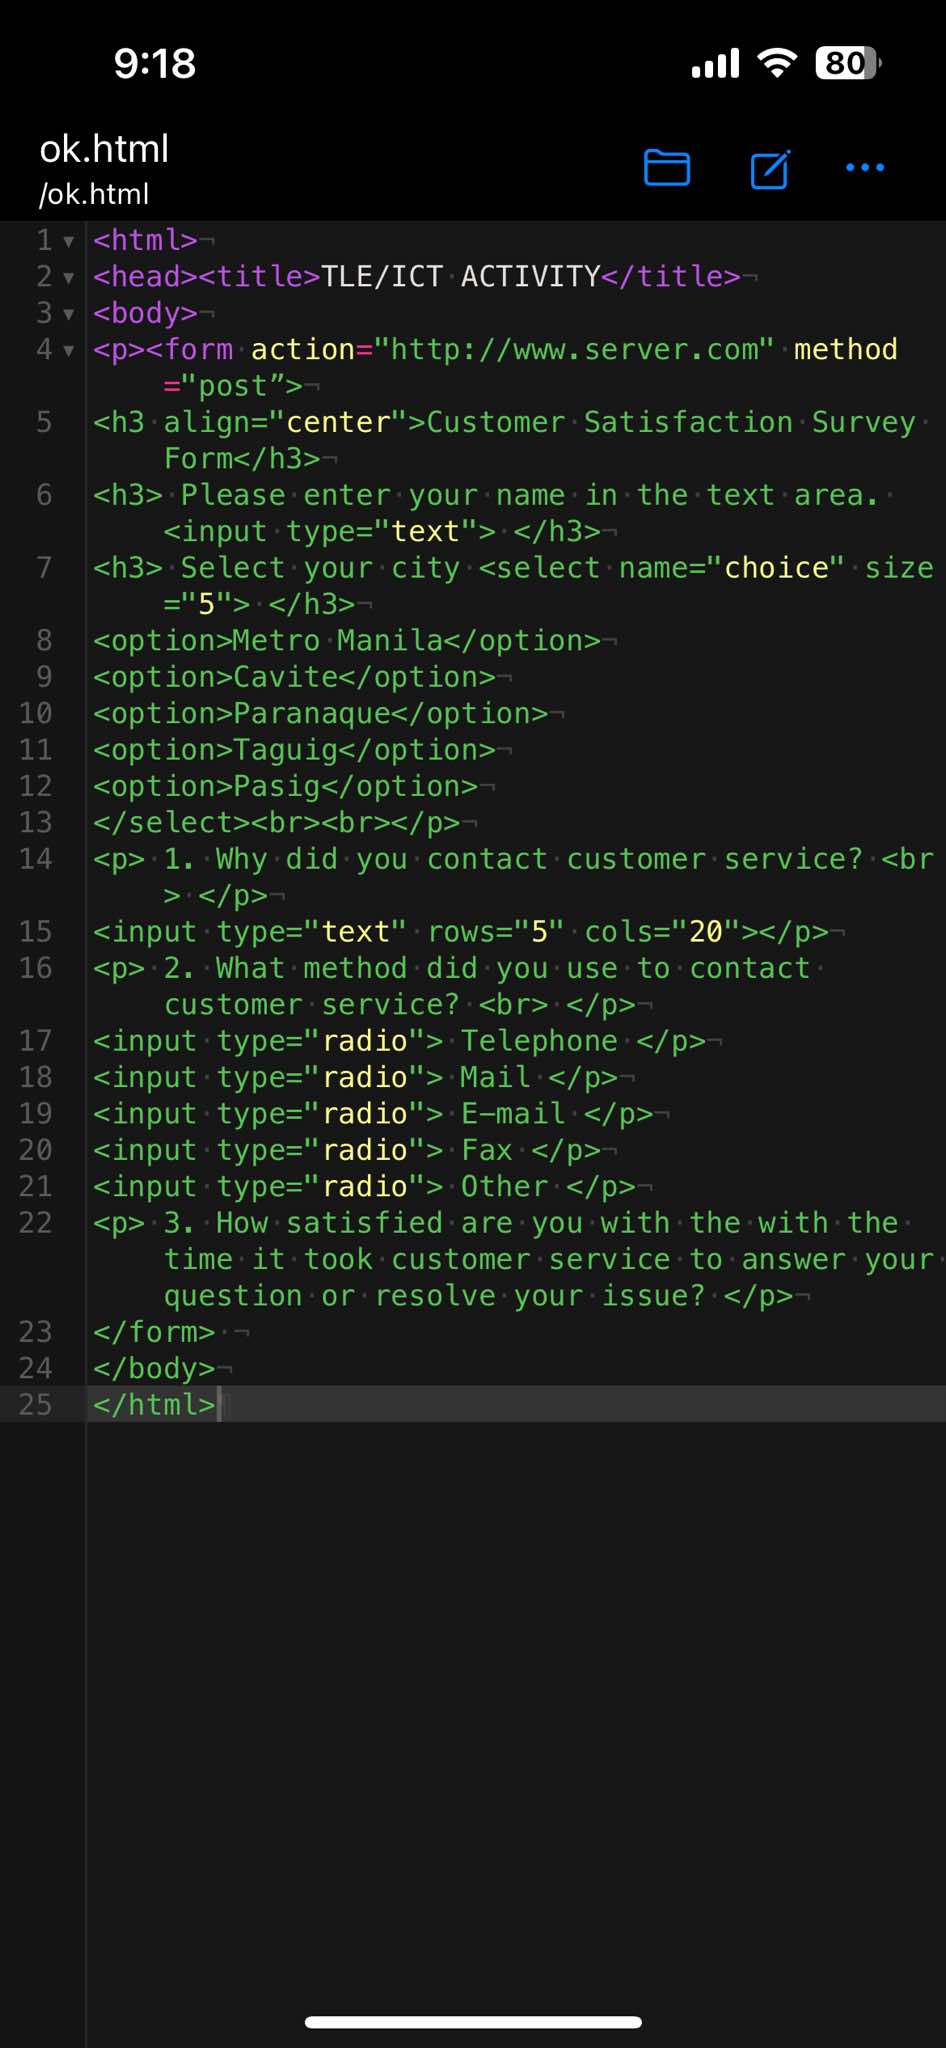 9:18
80
ok.html
/ok.html
1 <html>
2 <head><title>TLE/ICT ACTIVITY</title>
3 <body>
4 <p><form action="http://www.server.com" method
="post”>
5 <h3 align="center">Customer Satisfaction Survey
Form</h3>
6 <h3> Please enter your name in the text area.
<input type="text"> </h3>
7 <h3> Select your city <select name="choice" size
="5"> </h3>
8 <option>Metro Manila</option>
9 <option>Cavite</option>
10 <option>Paranaque</option>
11 <option>Taguig</option>
12 <option>Pasig</option>
13 </select><br><br></p>
14 <p> 1. Why did you contact customer service? <br
> </p>
15 <input type="text" rows="5" cols="20"></p>
16 <p> 2. What method did you use to contact
customer service? <br> </p>
17 <input type="radio"> Telephone </p>
18 <input type="radio"> Mail </p>
19 <input type="radio"> E-mail </p>
20 <input type="radio"> Fax </p>
21 <input type="radio"> Other </p>
22 <p> 3. How satisfied are you with the with the
time it took customer service to answer your
question or resolve your issue? </p>
23 </form>
24 </body>
25 </html>